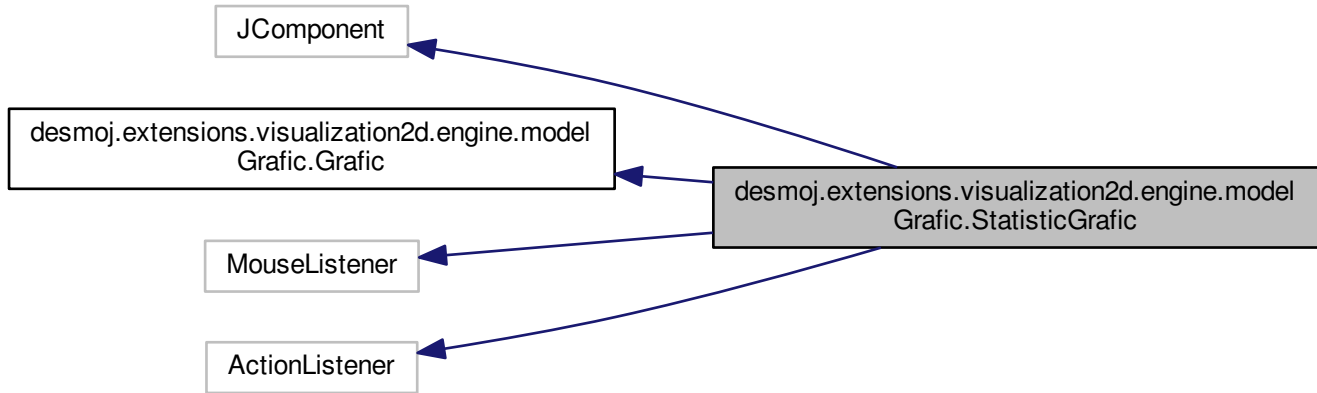 JComponent
desmoj.extensions.visualization2d.engine.model
Grafic.Grafic
desmoj.extensions.visualization2d.engine.model
Grafic.StatisticGrafic
MouseListener
ActionListener